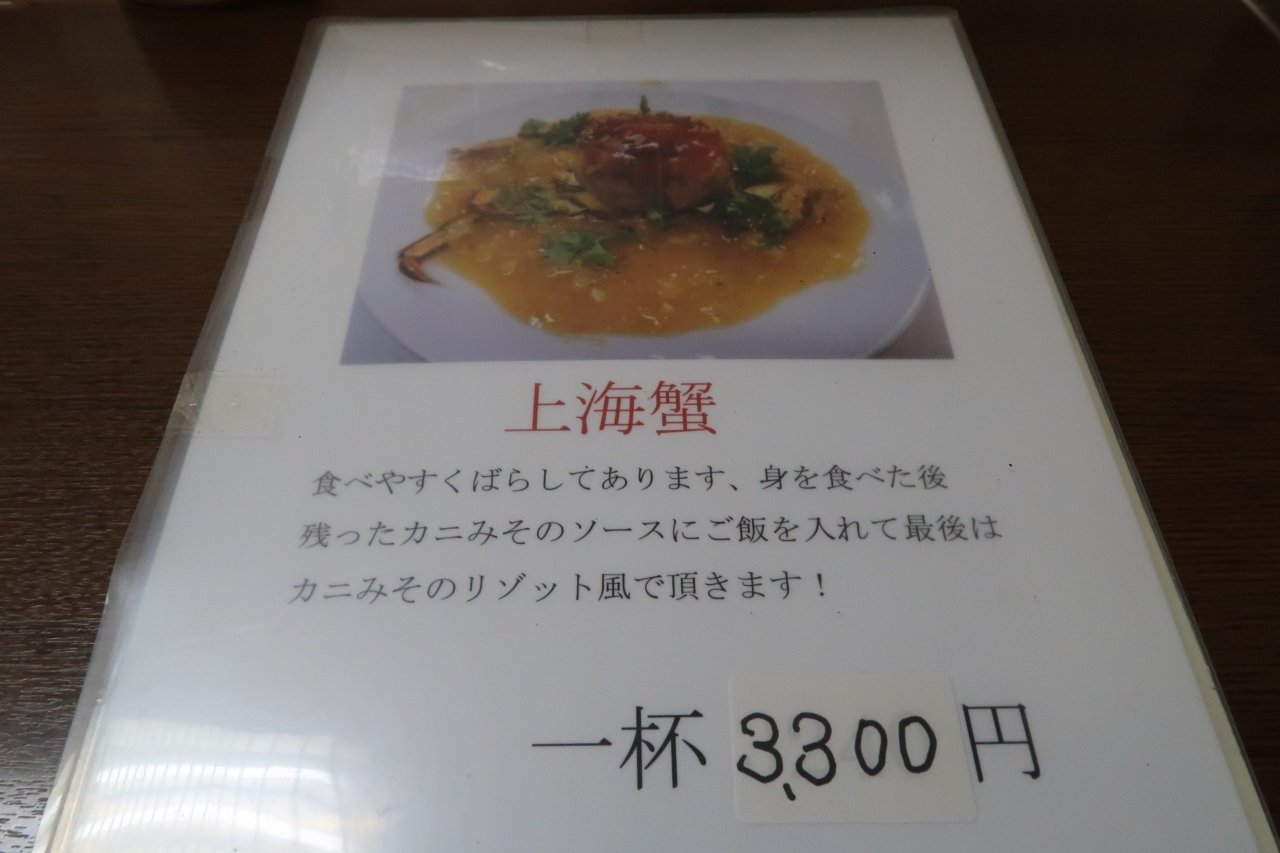 上海蟹
食べやすくばらしてあります、身を食べた後
残ったカニみそのソースにご飯を入れて最後は
カニみそのリゾット風で頂きます！
一杯 3,300円